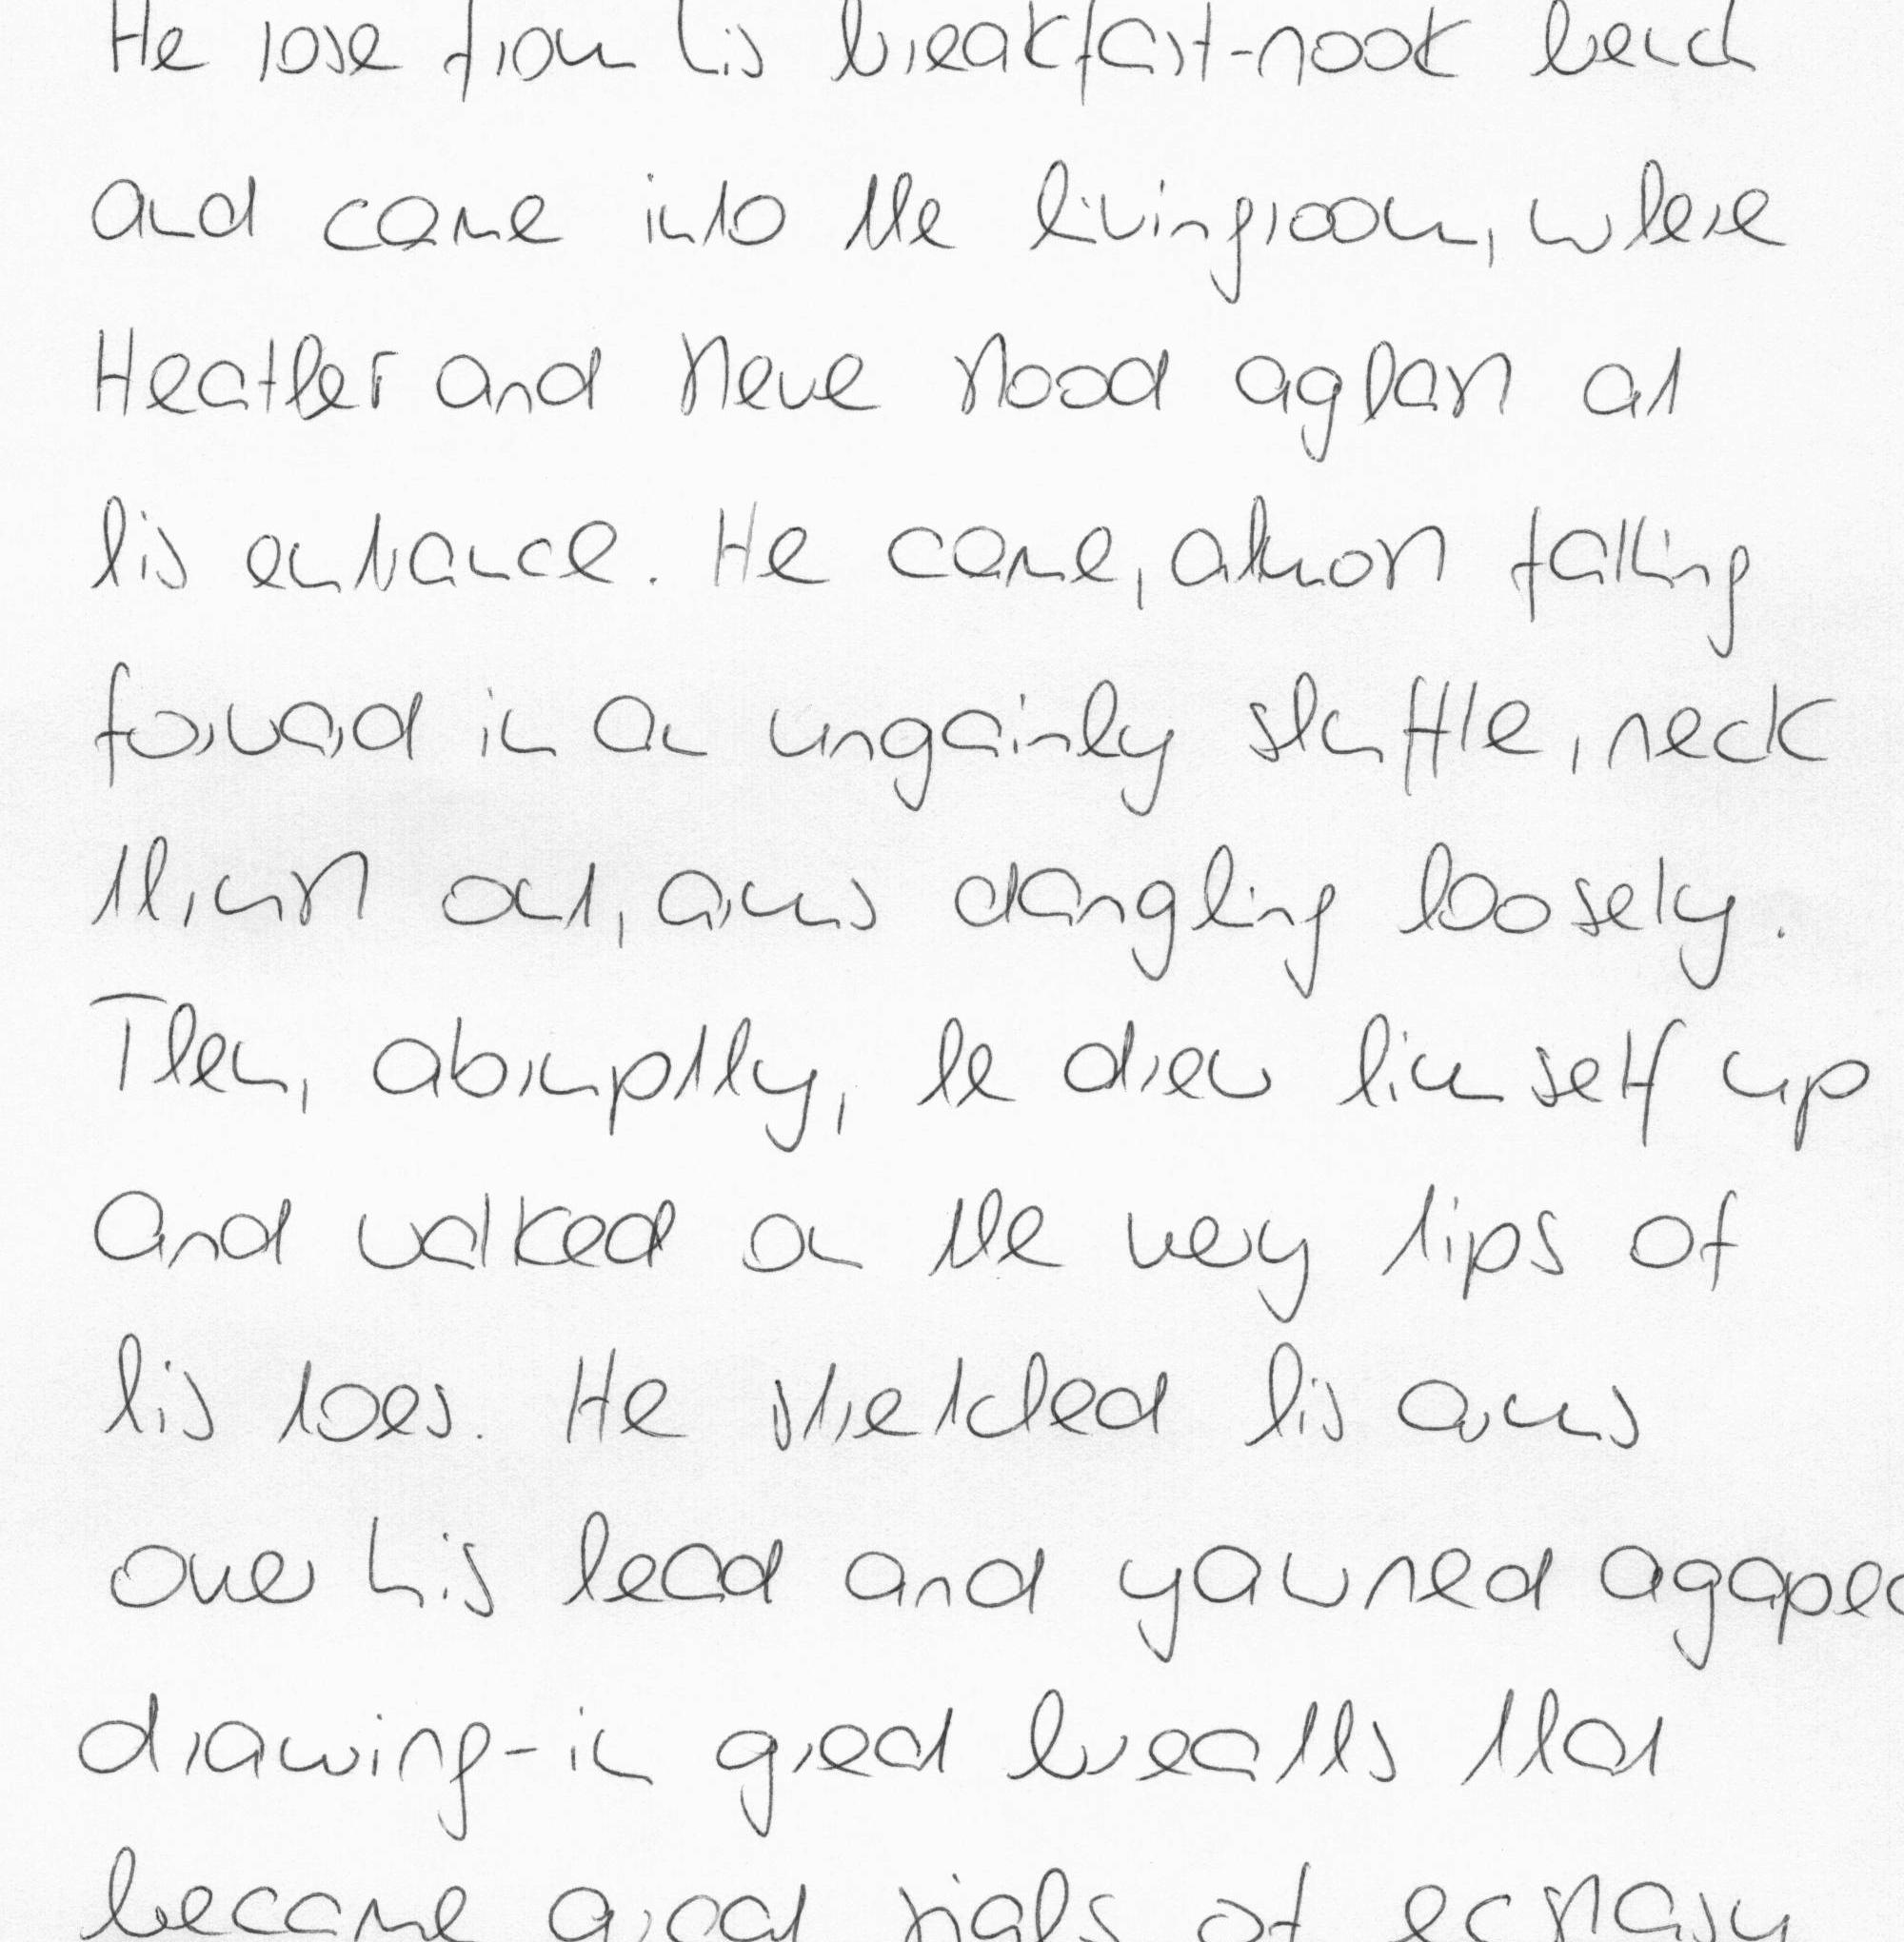 He rose from his breakfast-nook bench
and came into the livingroom, where
Heather and Steve stood aghast at
his entrance. He came, almost falling
forward in an ungainly shuffle, neck
thrust out, arms dangling loosely.
Then, abruptly, he drew himself up
and walked on the very tips of
his toes. He stretched his arms
over his head and yawned agaped
drawing-in great breaths that
became great sighs of ecstasy